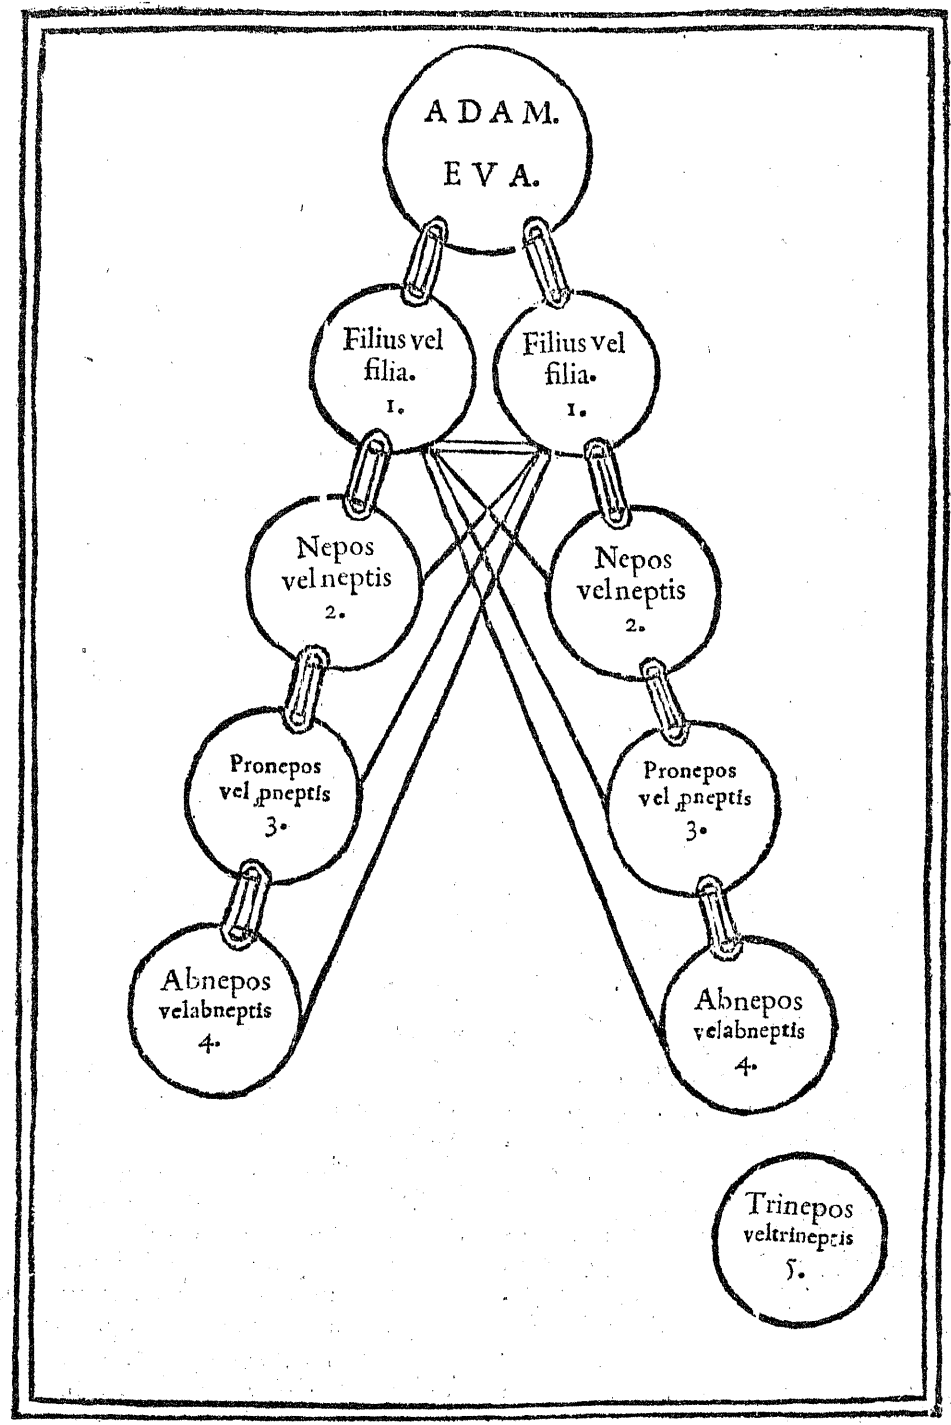 ADAM.
EVA.
Filius vel
filia.
1.
Filius vel
filia.
1.
Nepos
vel neptis
2.
Nepos
vel neptis
2.
Pronepos
vel ꝓneptis
3.
Pronepos
vel ꝓneptis
3.
Abnepos
vel abneptis
4.
Abnepos
vel abneptis
4.
Trinepos
vel trineptis
5.